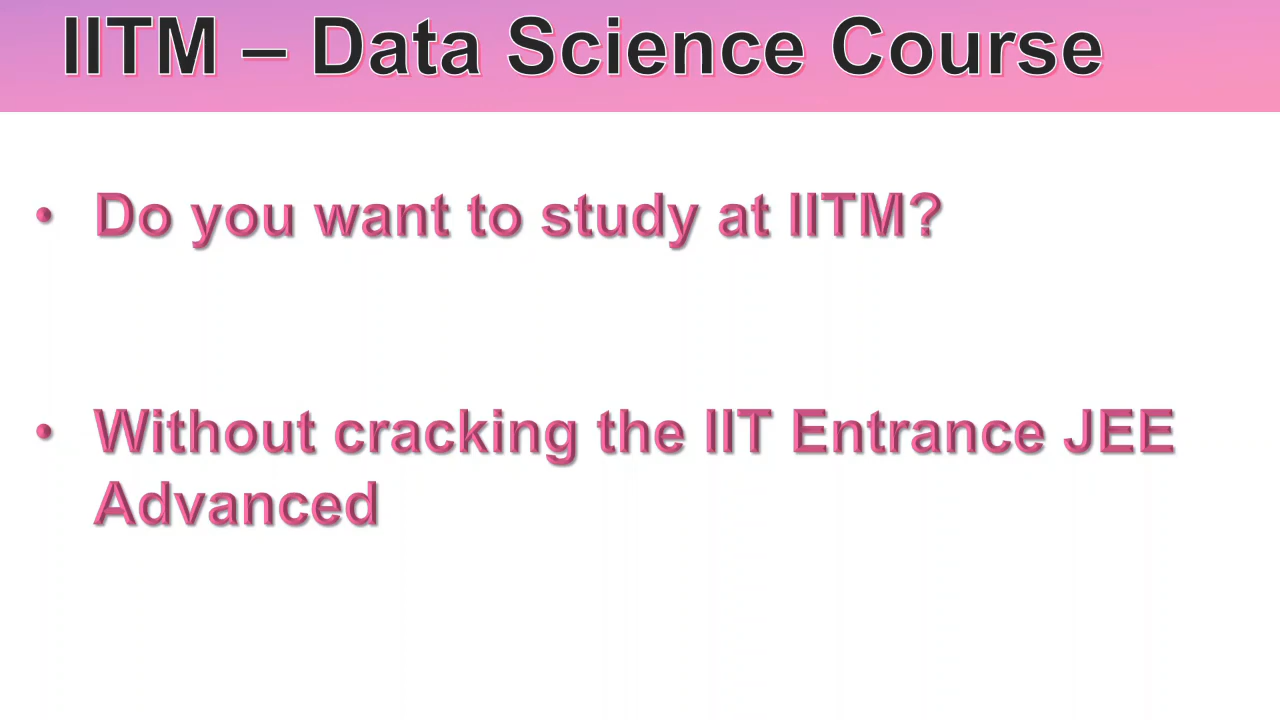 IITM – Data Science Course
• Do you want to study at IITM?
• Without cracking the IIT Entrance JEE
Advanced